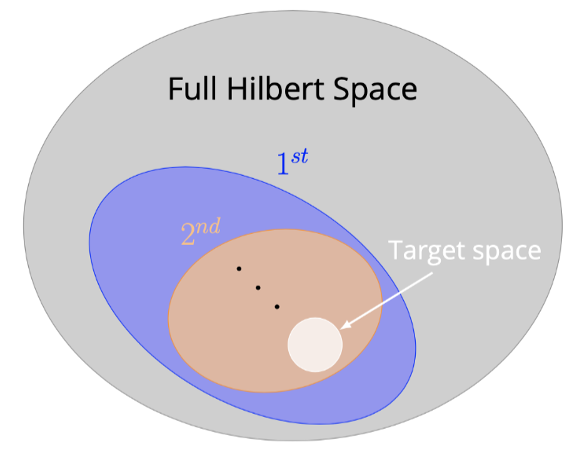 Full Hilbert Space
1st
2nd
Target space